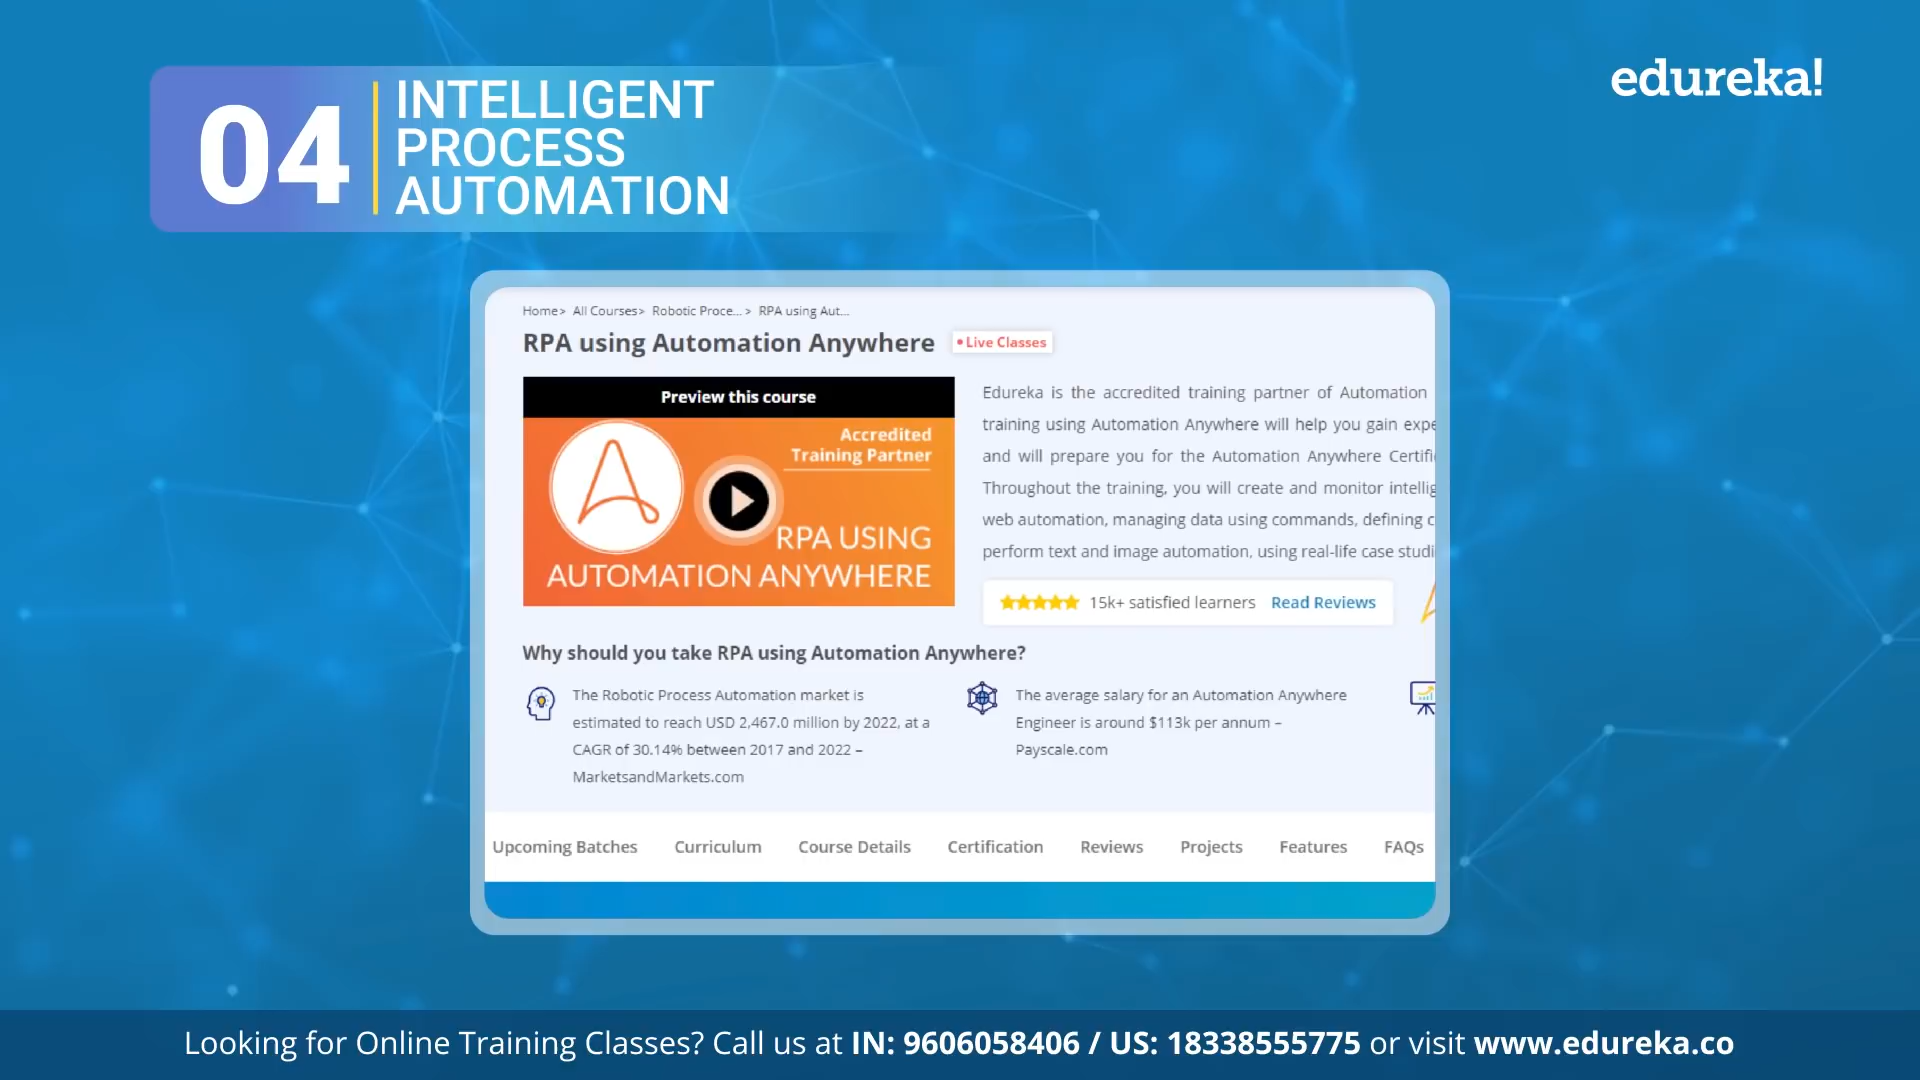 04
INTELLIGENT
PROCESS
AUTOMATION
edureka!
Home> All Courses> Robotic Proce... > RPA using Aut...
RPA using Automation Anywhere
Live Classes
Preview this course
Accredited
Training Partner
RPA USING
AUTOMATION ANYWHERE
Edureka is the accredited training partner of Automation
training using Automation Anywhere will help you gain expe
and will prepare you for the Automation Anywhere Certifi
Throughout the training, you will create and monitor intellig
web automation, managing data using commands, defining c
perform text and image automation, using real-life case studi
15k+ satisfied learners Read Reviews
Why should you take RPA using Automation Anywhere?
The Robotic Process Automation market is
estimated to reach USD 2,467.0 million by 2022, at a
CAGR of 30.14% between 2017 and 2022 –
MarketsandMarkets.com
The average salary for an Automation Anywhere
Engineer is around $113k per annum –
Payscale.com
Upcoming Batches Curriculum Course Details Certification Reviews Projects Features FAQs
Looking for Online Training Classes? Call us at IN: 9606058406 / US: 18338555775 or visit www.edureka.co